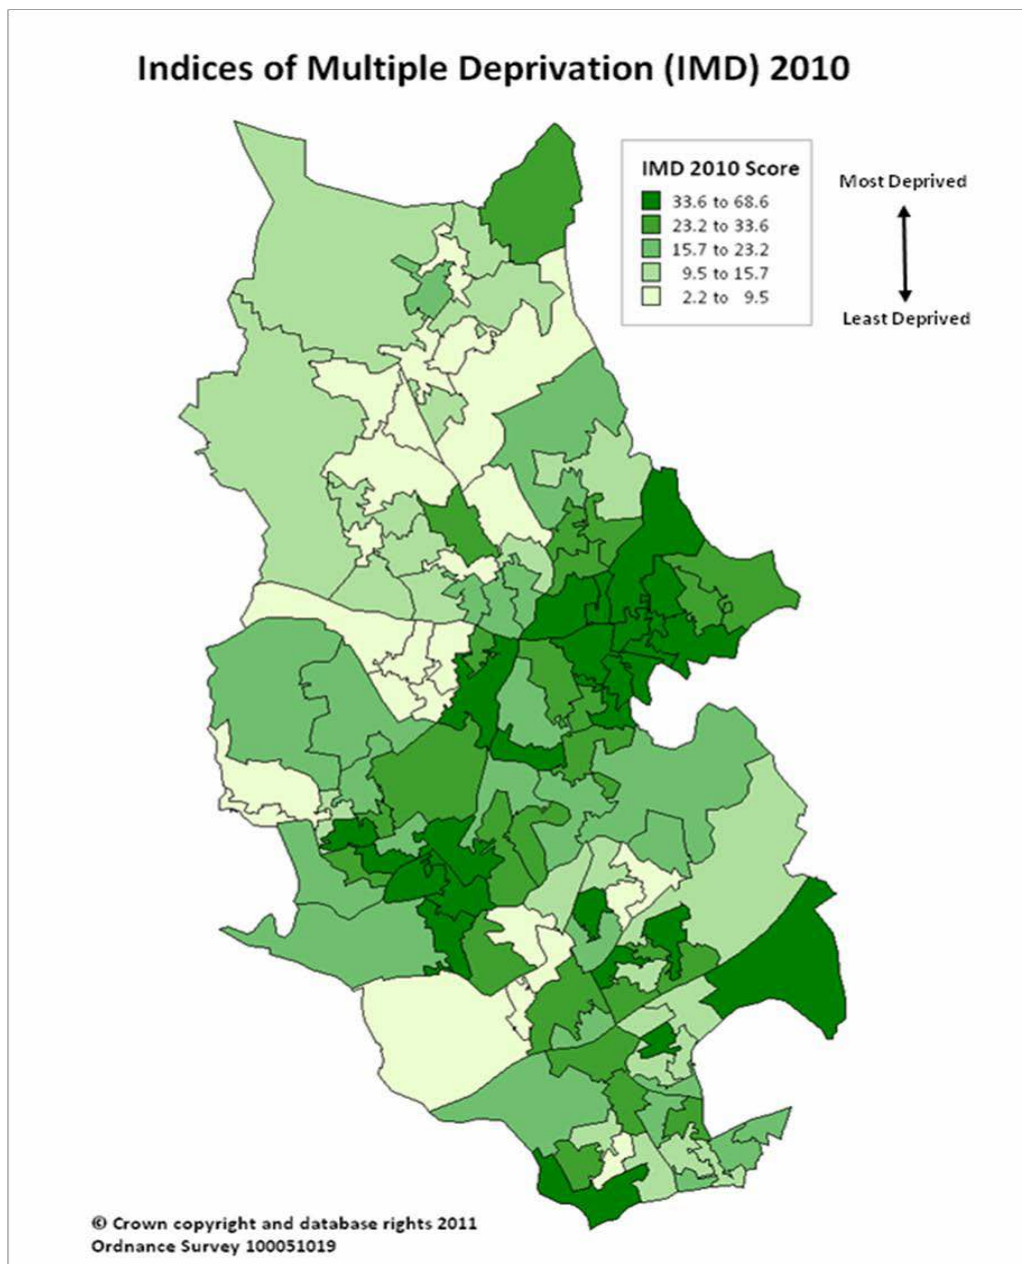 Indices of Multiple Deprivation (IMD) 2010
IMD 2010 Score
33.6 to 68.6
23.2 to 33.6
15.7 to 23.2
9.5 to 15.7
2.2 to 9.5
Most Deprived
Least Deprived
© Crown copyright and database rights 2011
Ordnance Survey 100051019